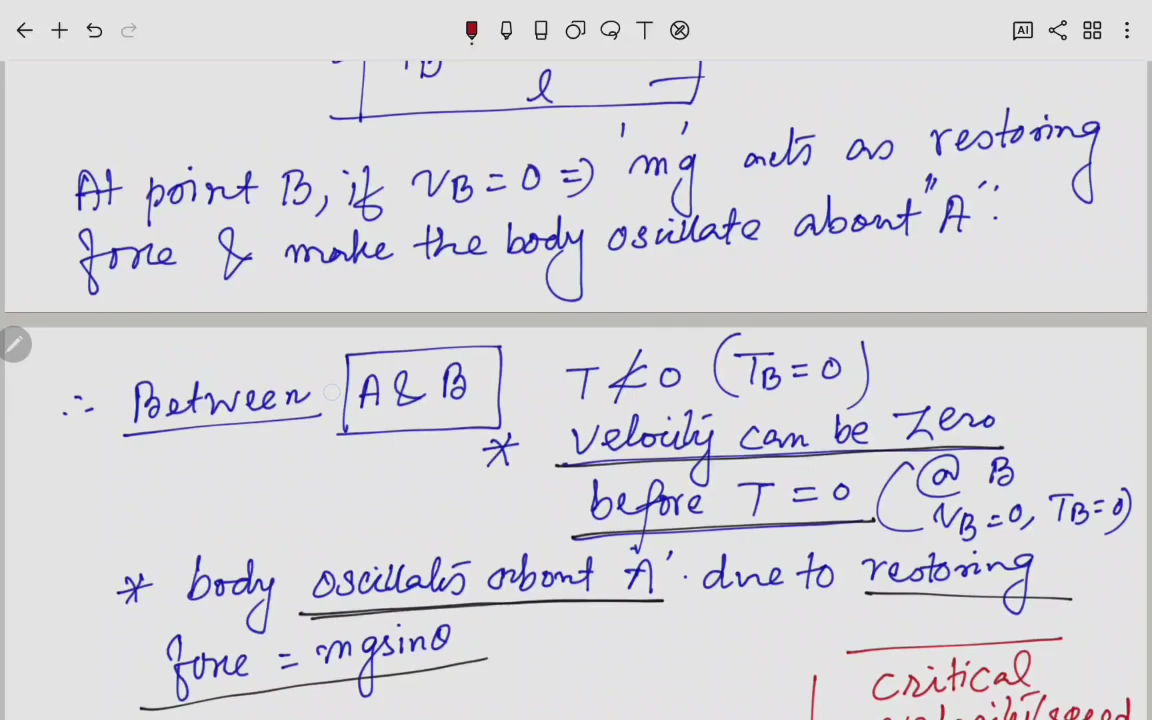 AI
T
l
At point B, if VB = 0 => 'mg' acts as restoring
force & make the body oscillate about "A".
∴ Between A & B T ≮ 0 (TB = 0)
* velocity can be zero
before T = 0 (@ B
VB = 0, TB = 0)
* body oscillates about 'A'. due to restoring
force = mgsinθ
critical